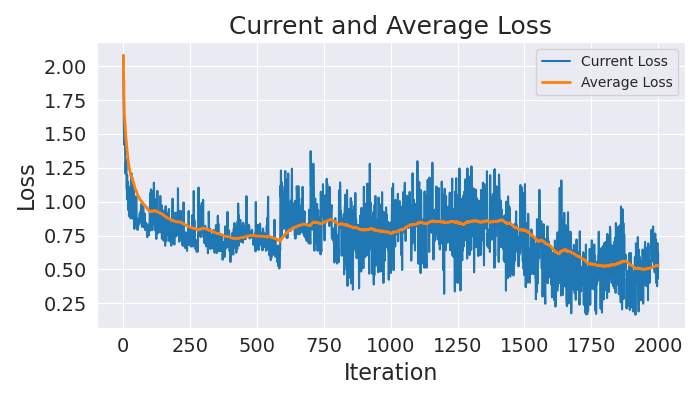 Current and Average Loss
Current Loss
Average Loss
Loss
2.00
1.75
1.50
1.25
1.00
0.75
0.50
0.25
0 250 500 750 1000 1250 1500 1750 2000
Iteration